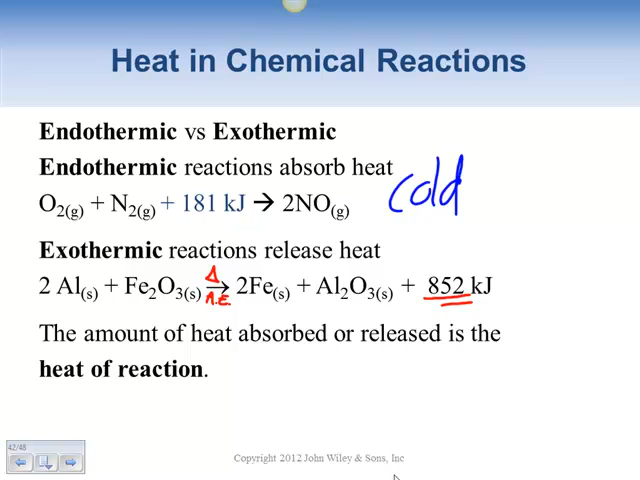 Heat in Chemical Reactions
Endothermic vs Exothermic
Endothermic reactions absorb heat
O₂(g) + N₂(g) + 181 kJ → 2NO(g)
cold
Exothermic reactions release heat
Δ
2 Al(s) + Fe₂O₃(s) → 2Fe(s) + Al₂O₃(s) + 852 kJ
A.E.
The amount of heat absorbed or released is the
heat of reaction.
42/48
Copyright 2012 John Wiley & Sons, Inc